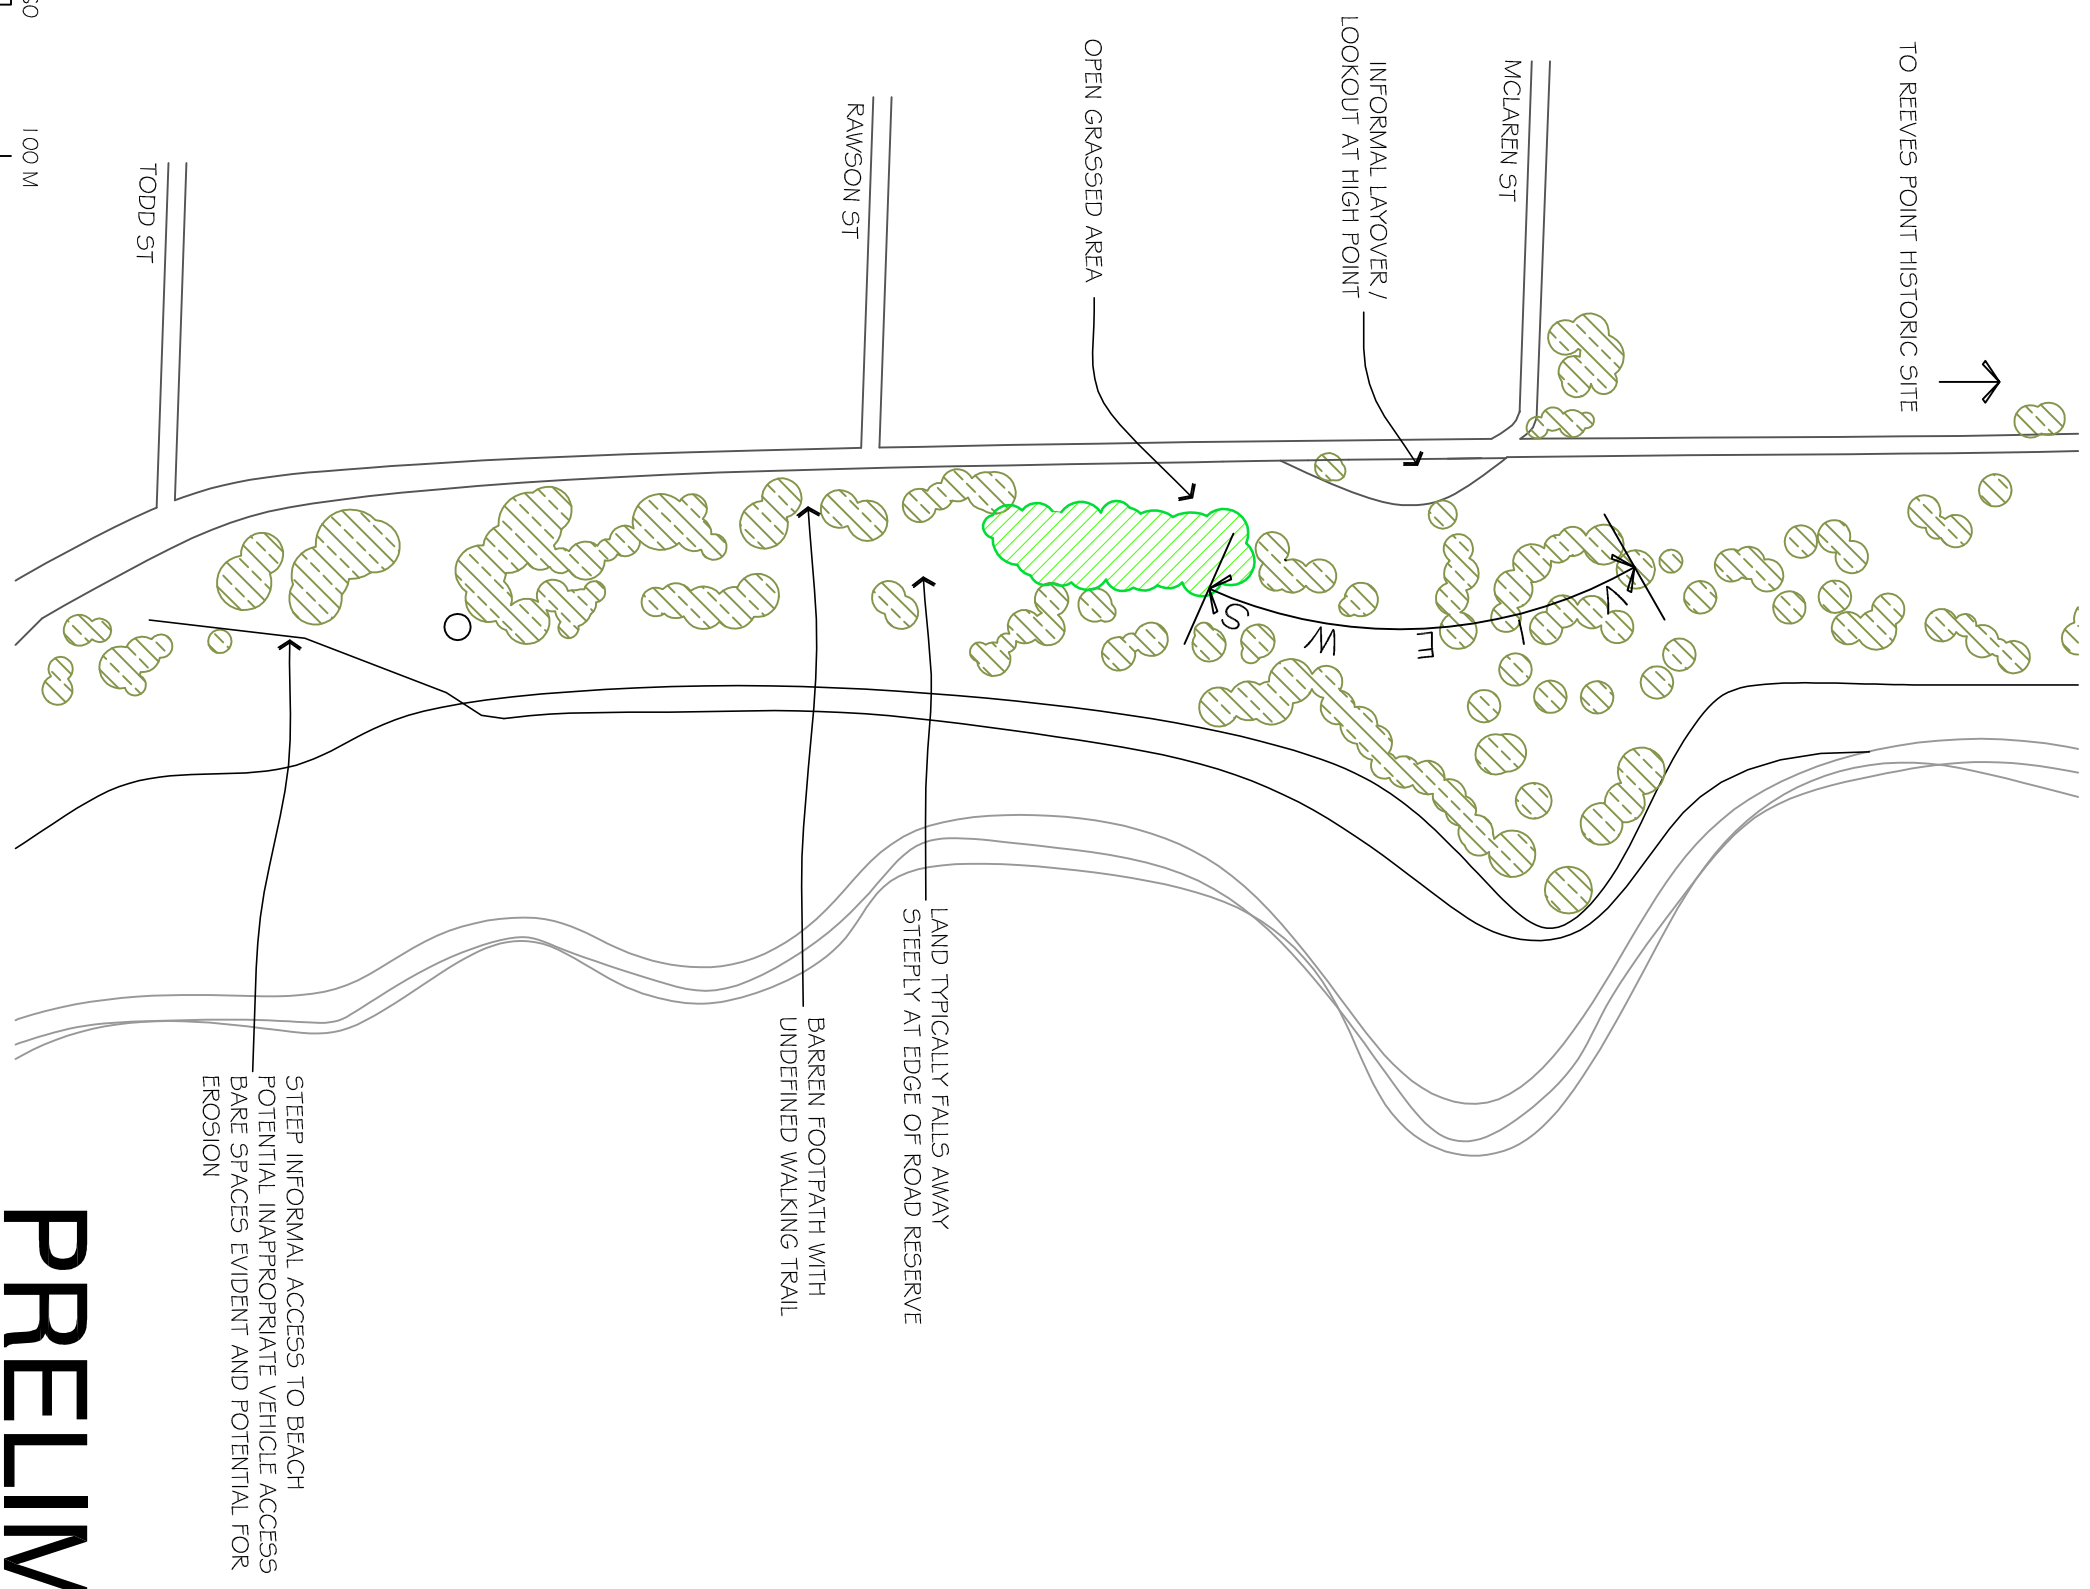 TO REEVES POINT HISTORIC SITE
MCLAREN ST
INFORMAL LAYOVER /
LOOKOUT AT HIGH POINT
VIEWS
OPEN GRASSED AREA
LAND TYPICALLY FALLS AWAY
STEEPLY AT EDGE OF ROAD RESERVE
RAWSON ST
BARREN FOOTPATH WITH
UNDEFINED WALKING TRAIL
STEEP INFORMAL ACCESS TO BEACH
POTENTIAL INAPPROPRIATE VEHICLE ACCESS
BARE SPACES EVIDENT AND POTENTIAL FOR
EROSION
TODD ST
100 M
PRELIM